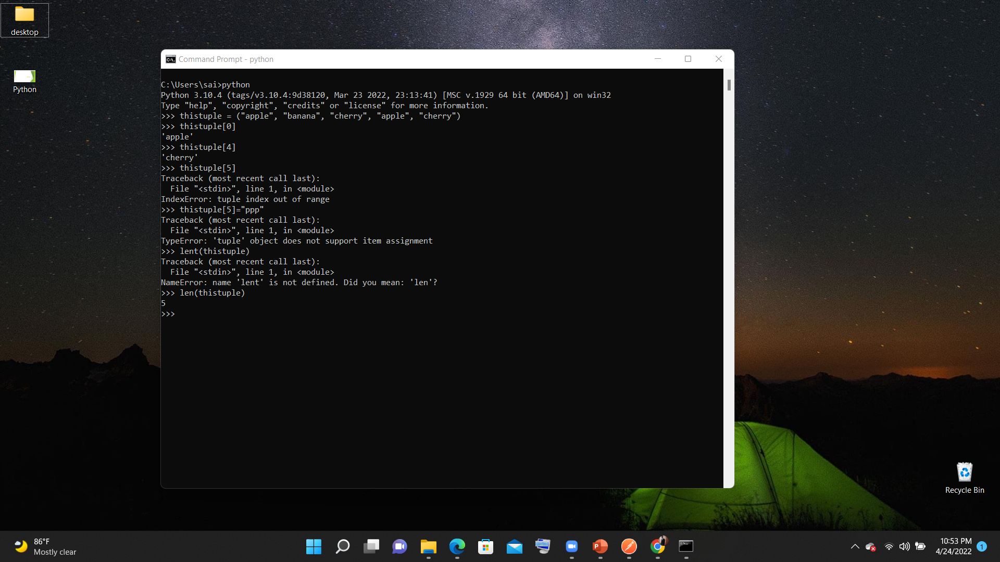 desktop
Python
Command Prompt - python
C:\Users\sai>python
Python 3.10.4 (tags/v3.10.4:9d38120, Mar 23 2022, 23:13:41) [MSC v.1929 64 bit (AMD64)] on win32
Type "help", "copyright", "credits" or "license" for more information.
>>> thistuple = ("apple", "banana", "cherry", "apple", "cherry")
>>> thistuple[0]
'apple'
>>> thistuple[4]
'cherry'
>>> thistuple[5]
Traceback (most recent call last):
  File "<stdin>", line 1, in <module>
IndexError: tuple index out of range
>>> thistuple[5]="ppp"
Traceback (most recent call last):
  File "<stdin>", line 1, in <module>
TypeError: 'tuple' object does not support item assignment
>>> lent(thistuple)
Traceback (most recent call last):
  File "<stdin>", line 1, in <module>
NameError: name 'lent' is not defined. Did you mean: 'len'?
>>> len(thistuple)
5
>>>
Recycle Bin
86°F
Mostly clear
10:53 PM
4/24/2022
1